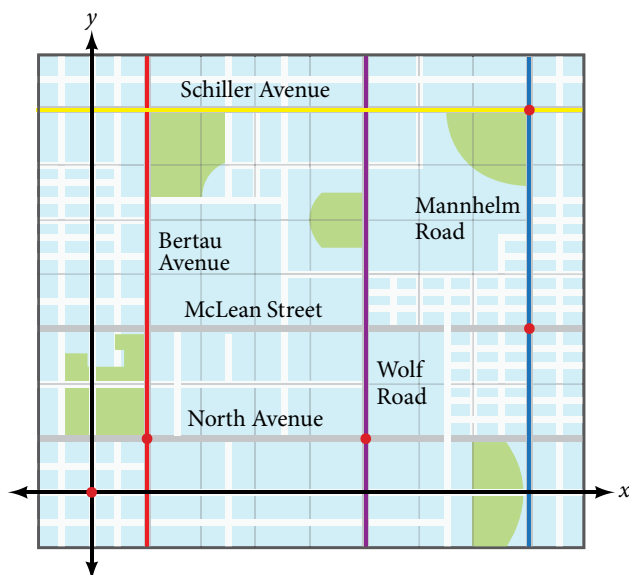 y
Schiller Avenue
Mannhelm
Road
Bertau
Avenue
McLean Street
Wolf
Road
North Avenue
x